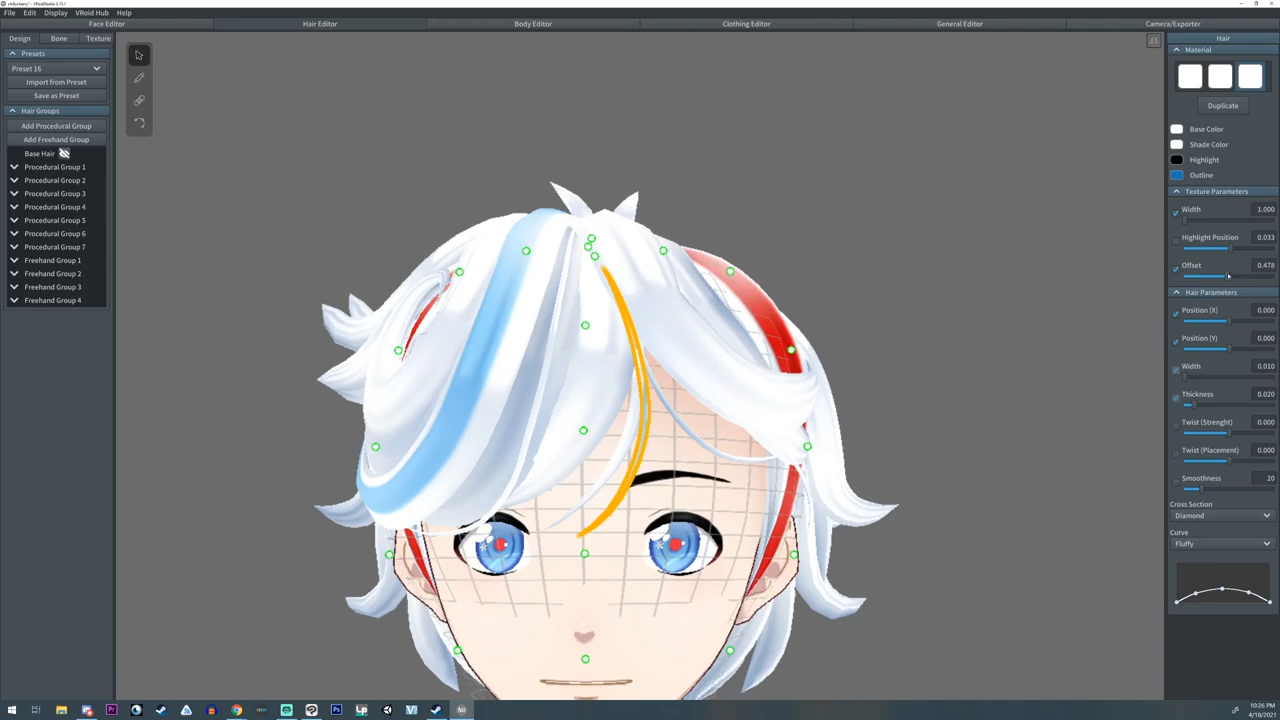 File Edit Display VRoid Hub Help
Face Editor Hair Editor Body Editor Clothing Editor General Editor Camera/Exporter
Design Bone Texture
Presets
Preset 16
Import from Preset
Save as Preset
Hair Groups
Add Procedural Group
Add Freehand Group
Base Hair
Procedural Group 1
Procedural Group 2
Procedural Group 3
Procedural Group 4
Procedural Group 5
Procedural Group 6
Procedural Group 7
Freehand Group 1
Freehand Group 2
Freehand Group 3
Freehand Group 4
Hair
Material
Duplicate
Base Color
Shade Color
Highlight
Outline
Texture Parameters
Width 1.000
Highlight Position 0.033
Offset 0.478
Hair Parameters
Position (X) 0.000
Position (Y) 0.000
Width 0.010
Thickness 0.020
Twist (Strenght) 0.000
Twist (Placement) 0.000
Smoothness 20
Cross Section
Diamond
Curve
Fluffy
10:26 PM
4/18/2021